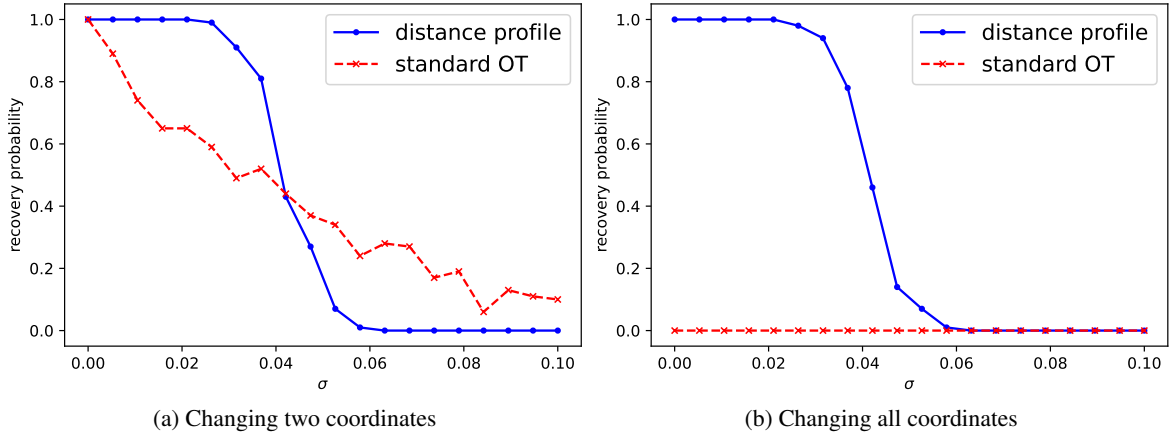 1.0
0.8
0.6
0.4
0.2
0.0
recovery probability
distance profile
standard OT
0.00 0.02 0.04 0.06 0.08 0.10
σ
(a) Changing two coordinates
1.0
0.8
0.6
0.4
0.2
0.0
recovery probability
distance profile
standard OT
0.00 0.02 0.04 0.06 0.08 0.10
σ
(b) Changing all coordinates